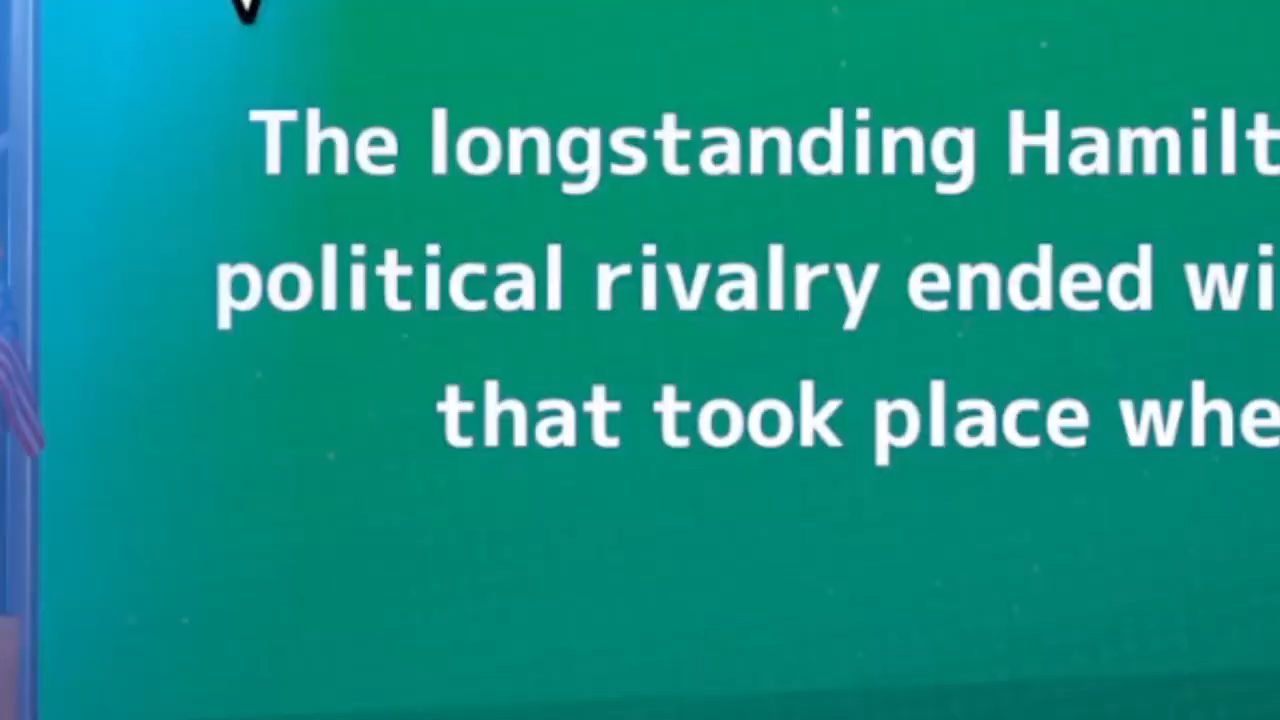 The longstanding Hamilt
political rivalry ended wi
that took place whe